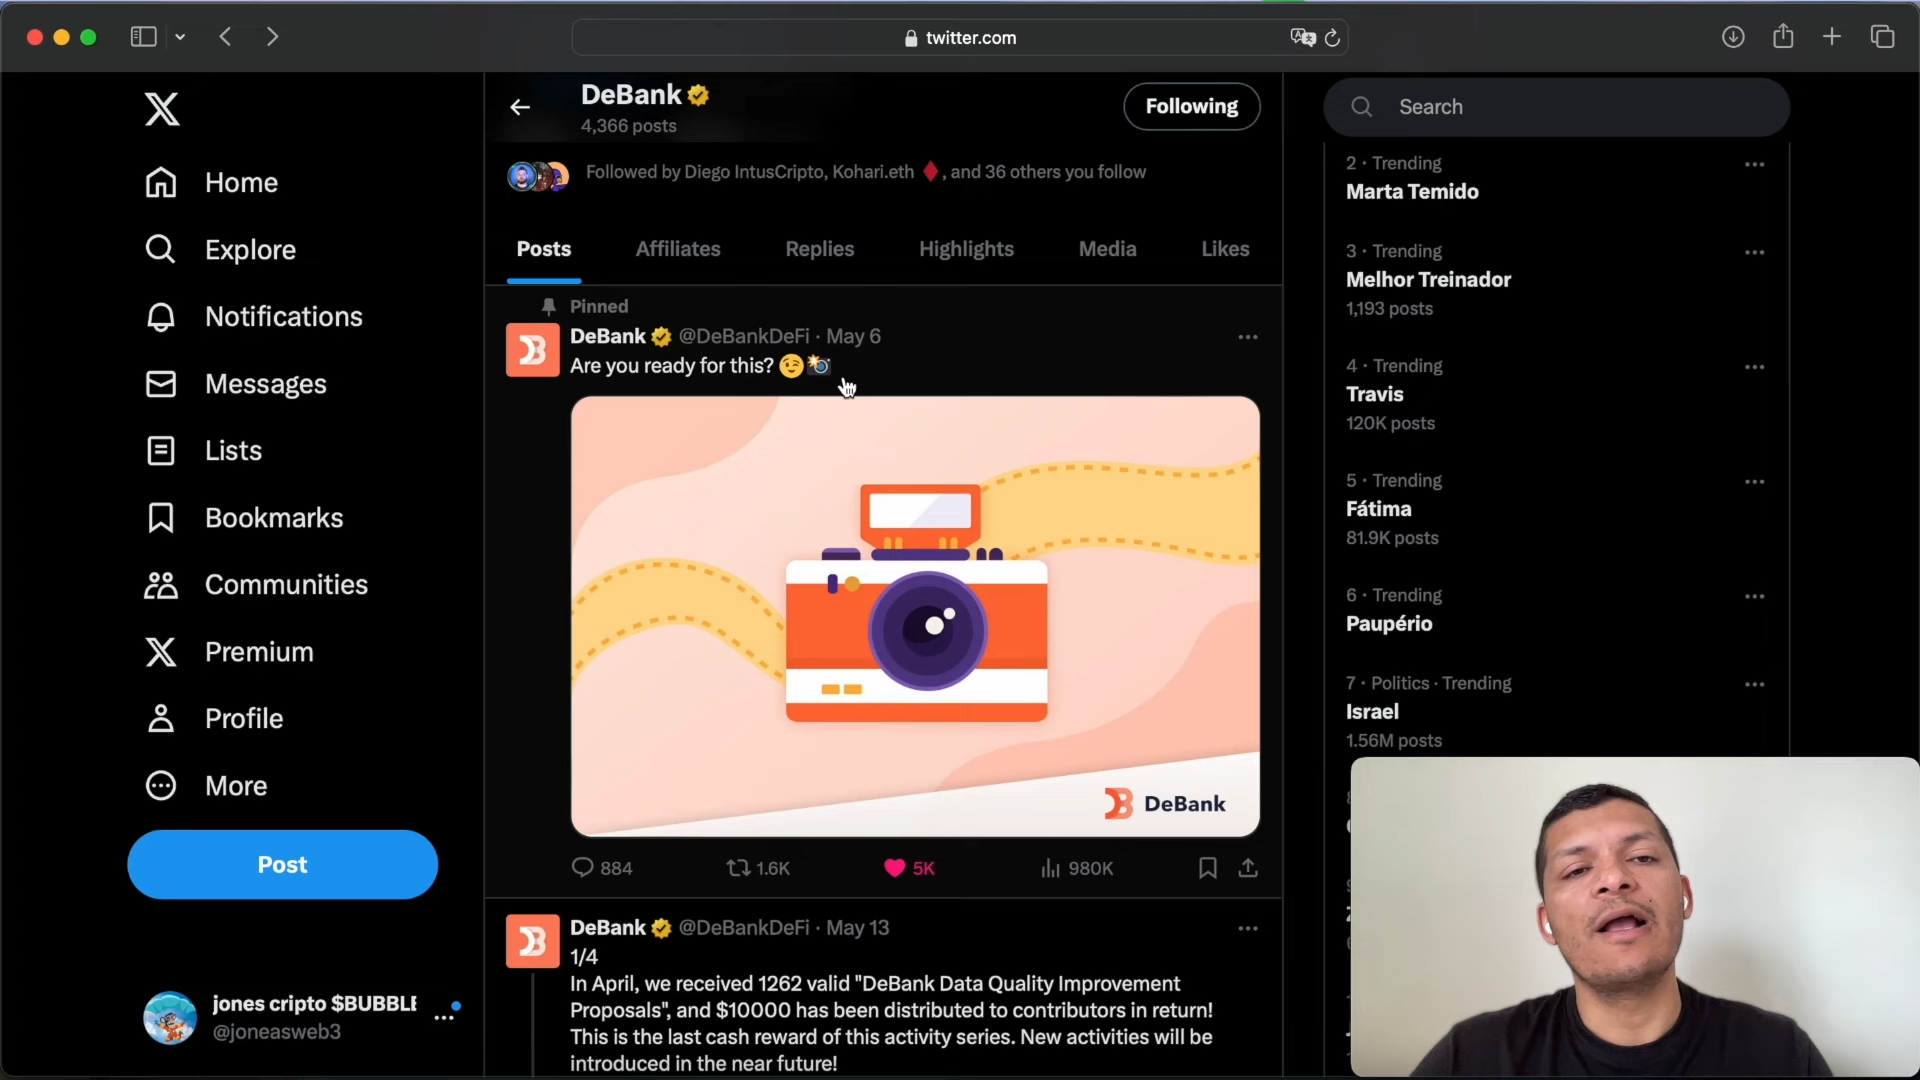 twitter.com
DeBank
4,366 posts
Following
Search
Followed by Diego IntusCripto, Kohari.eth ♦️, and 36 others you follow
Posts
Affiliates
Replies
Highlights
Media
Likes
Home
Explore
Notifications
Messages
Lists
Bookmarks
Communities
Premium
Profile
More
Post
jones cripto $BUBBLE
@joneasweb3
Pinned
DeBank @DeBankDeFi · May 6
Are you ready for this? 😉📸
DeBank
884
1.6K
5K
980K
DeBank @DeBankDeFi · May 13
1/4
In April, we received 1262 valid "DeBank Data Quality Improvement
Proposals", and $10000 has been distributed to contributors in return!
This is the last cash reward of this activity series. New activities will be
introduced in the near future!
2 · Trending
Marta Temido
3 · Trending
Melhor Treinador
1,193 posts
4 · Trending
Travis
120K posts
5 · Trending
Fátima
81.9K posts
6 · Trending
Paupério
7 · Politics · Trending
Israel
1.56M posts